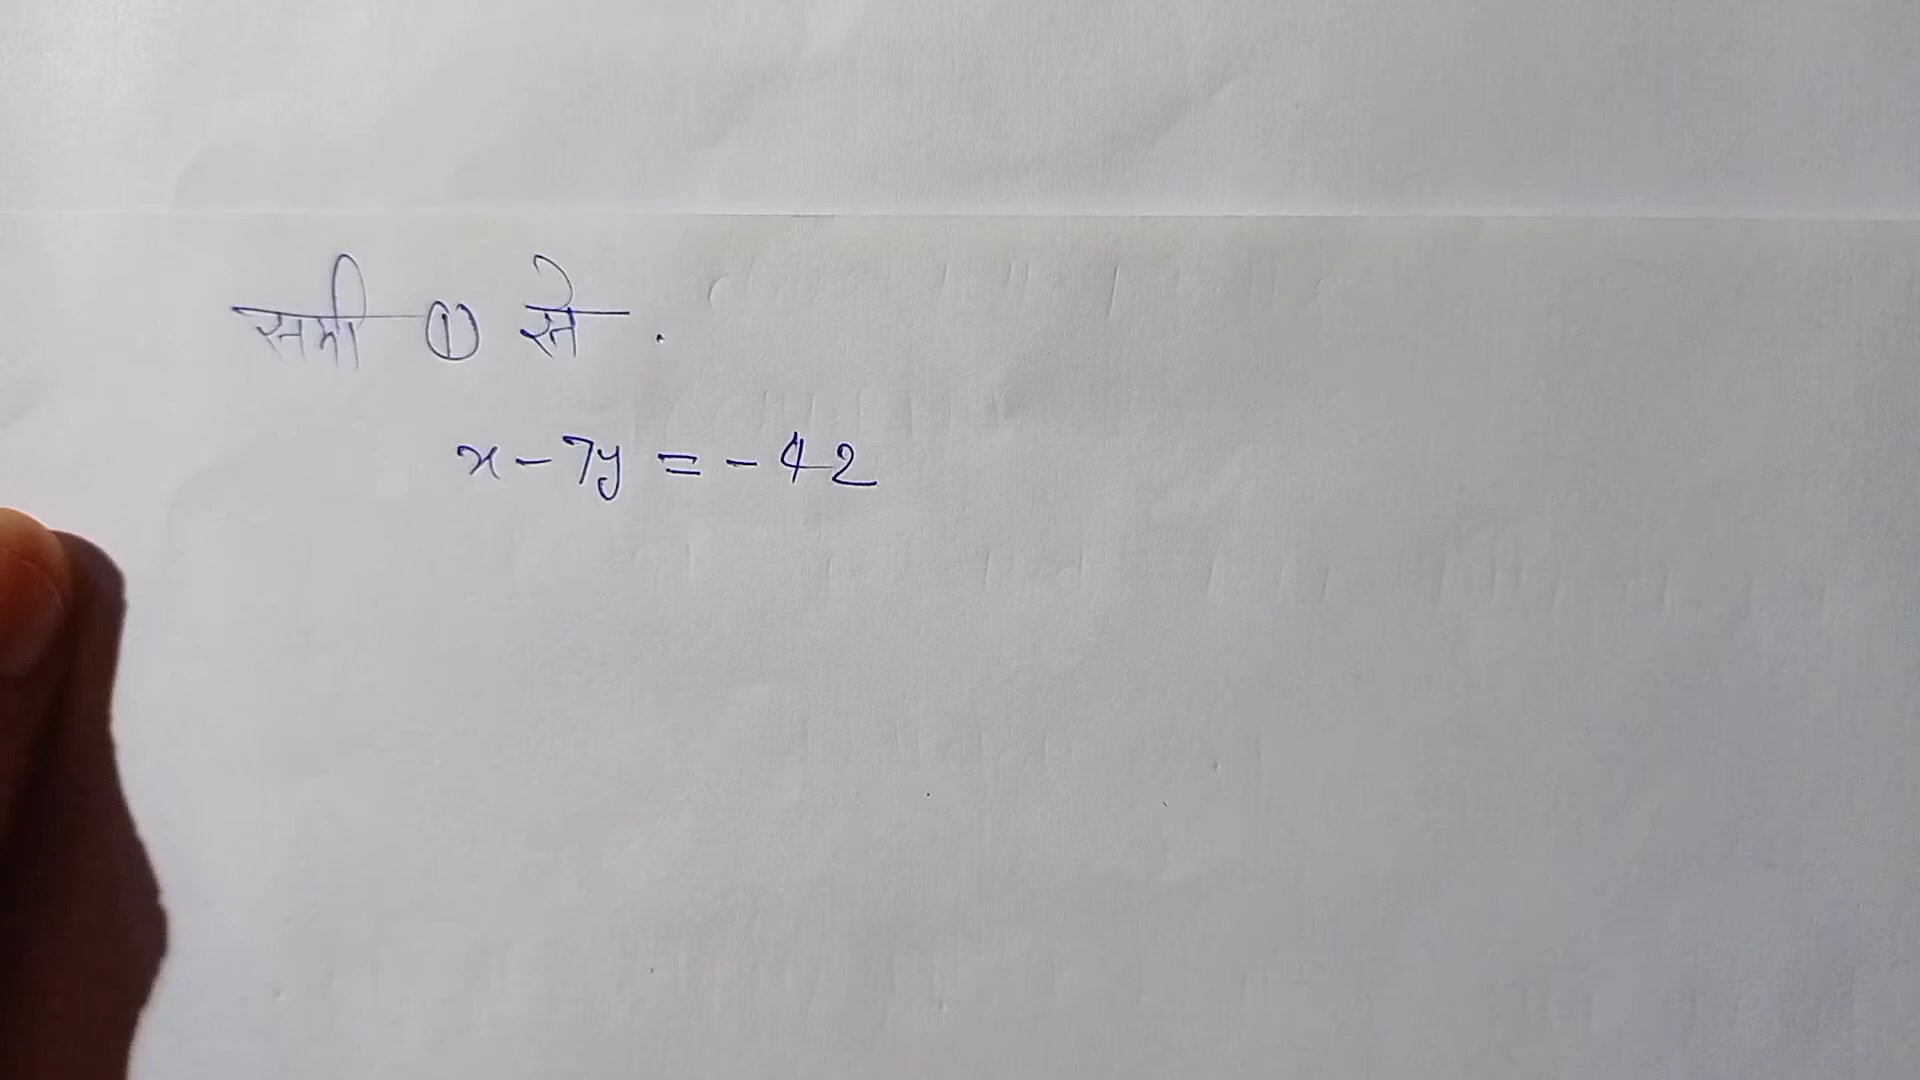 समी ① से .
x - 7y = - 42